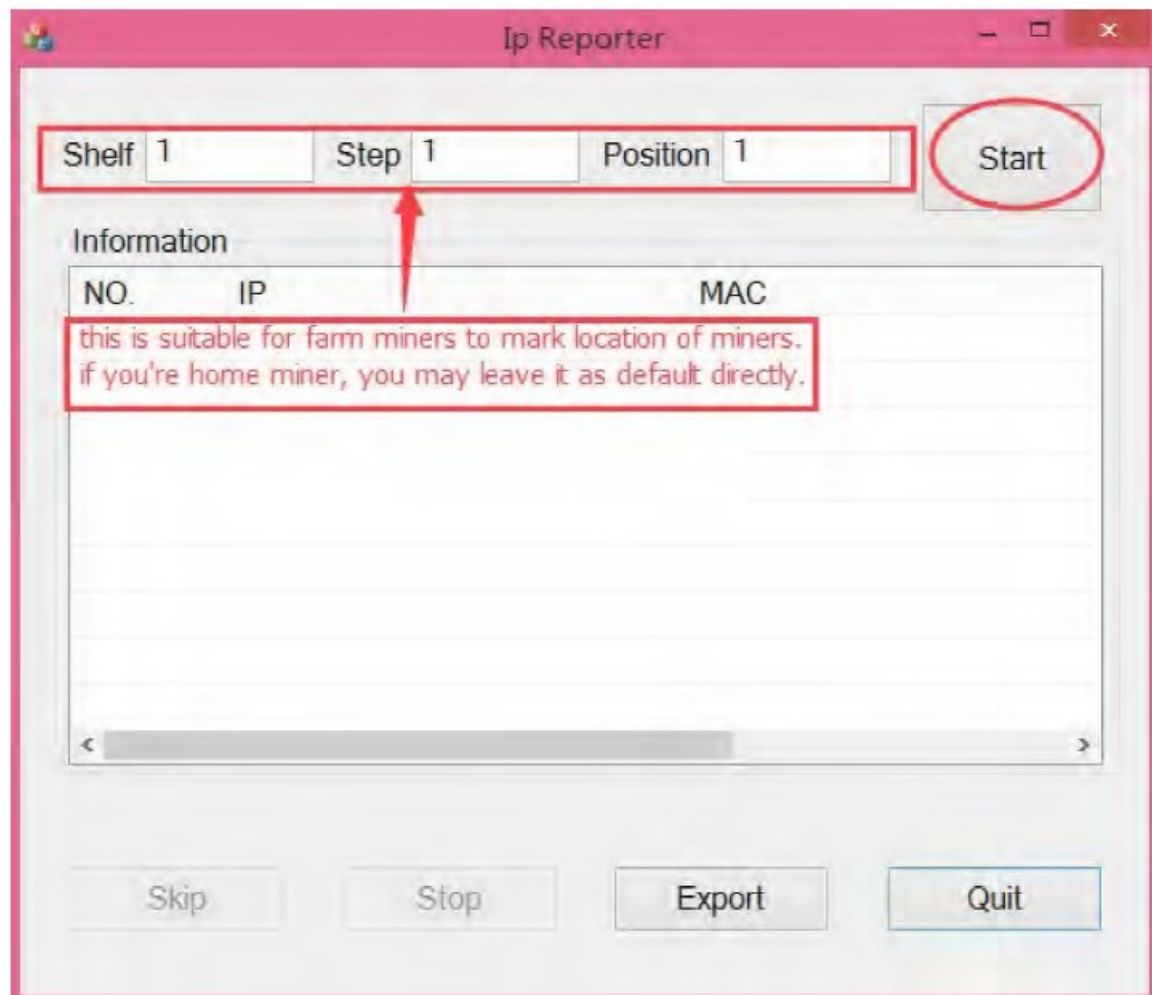 Ip Reporter
Shelf 1 Step 1 Position 1 Start
Information
NO. IP MAC
this is suitable for farm miners to mark location of miners.
if you're home miner, you may leave it as default directly.
Skip Stop Export Quit